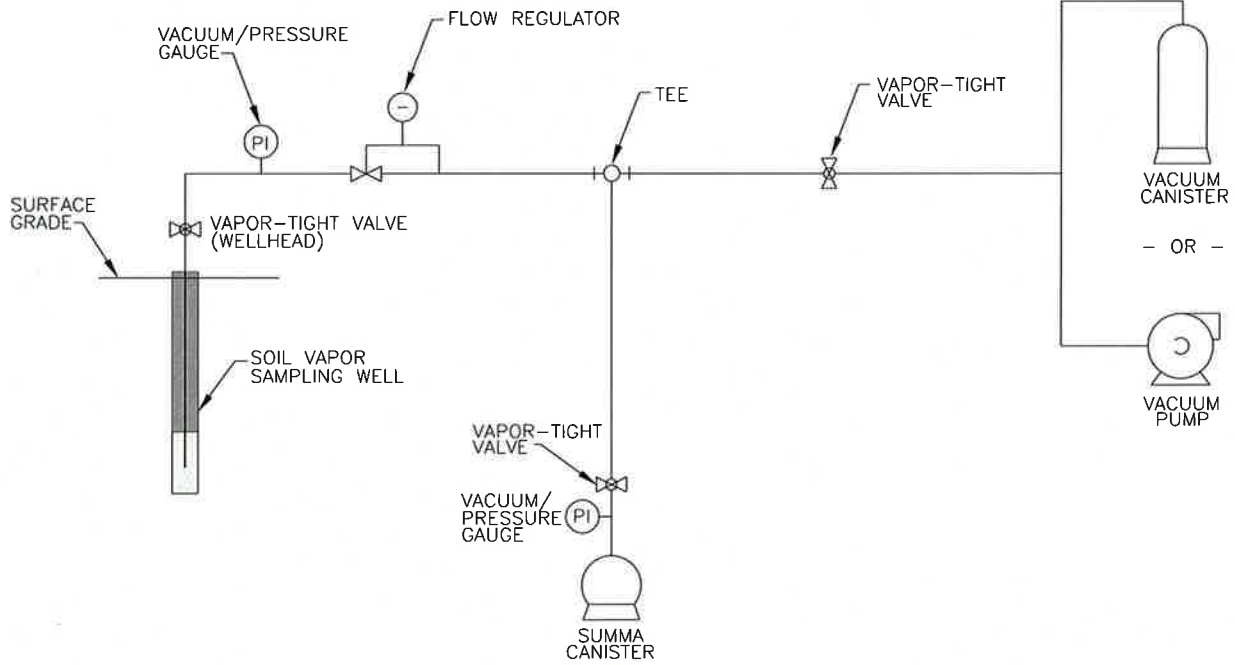 FLOW REGULATOR
VACUUM/PRESSURE
GAUGE
PI
TEE
VAPOR-TIGHT
VALVE
VACUUM
CANISTER
- OR -
VACUUM
PUMP
SURFACE
GRADE
VAPOR-TIGHT VALVE
(WELLHEAD)
SOIL VAPOR
SAMPLING WELL
VAPOR-TIGHT
VALVE
VACUUM/
PRESSURE
GAUGE
PI
SUMMA
CANISTER